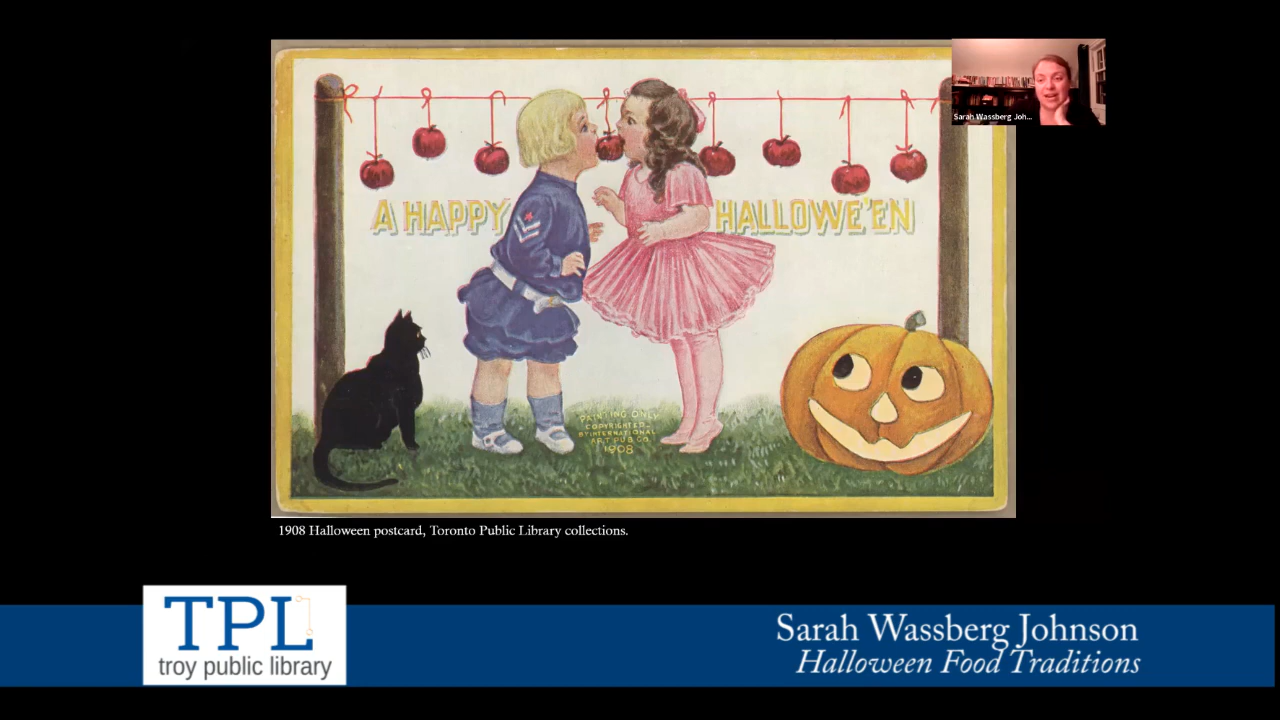 Sarah Wassberg Joh...
A HAPPY HALLOWE'EN
PAINTING ONLY
COPYRIGHTED
BY INTERNATIONAL
ART PUB CO.
1908
1908 Halloween postcard, Toronto Public Library collections.
TPL
troy public library
Sarah Wassberg Johnson
Halloween Food Traditions